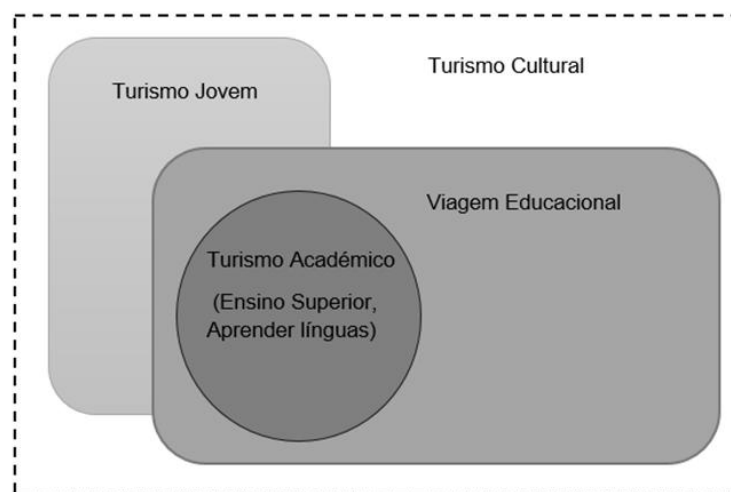 Turismo Cultural
Turismo Jovem
Viagem Educacional
Turismo Académico
(Ensino Superior,
Aprender línguas)